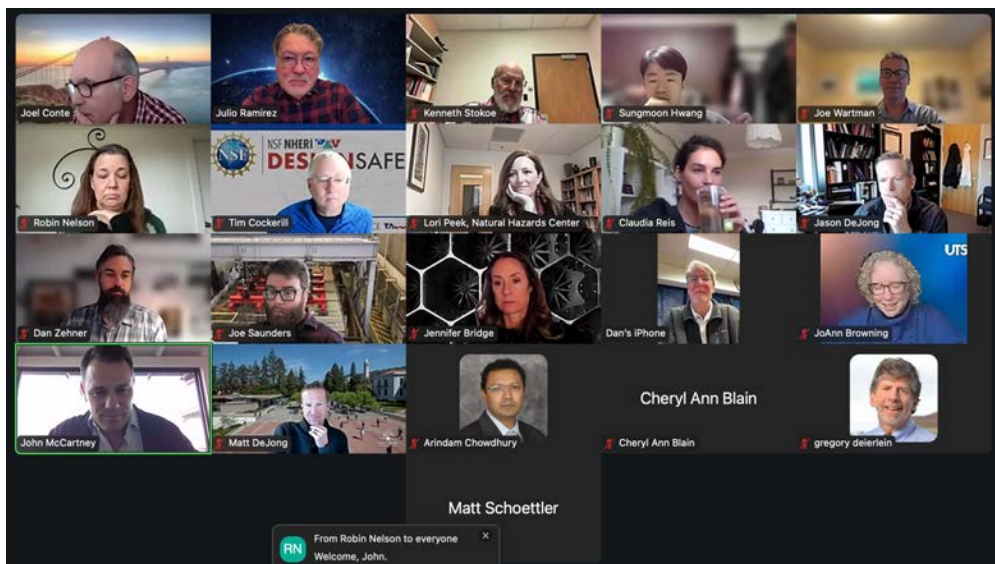 Joel Conte
Julio Ramirez
Kenneth Stokoe
Sungmoon Hwang
Joe Wartman
Robin Nelson
NSF
NSF NHERI
DESIGNSAFE
Tim Cockerill
Lori Peek, Natural Hazards Center
Claudia Reis
Jason DeJong
Dan Zehner
Joe Saunders
Jennifer Bridge
Dan's iPhone
UTS
JoAnn Browning
John McCartney
Matt DeJong
Arindam Chowdhury
Cheryl Ann Blain
Cheryl Ann Blain
gregory deierlein
Matt Schoettler
RN
From Robin Nelson to everyone
Welcome, John.